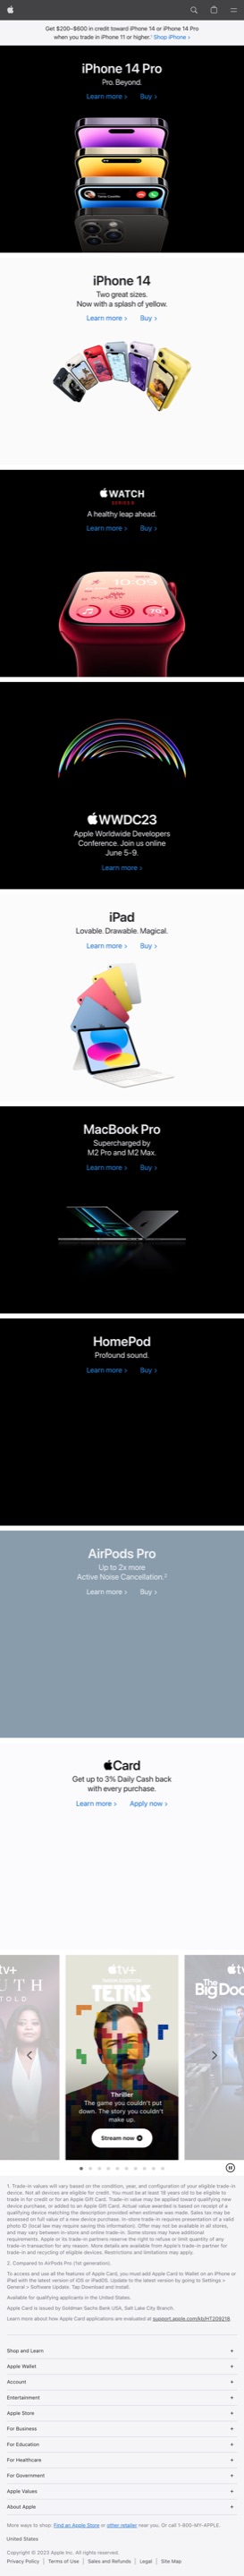 Get $200–$600 in credit toward iPhone 14 or iPhone 14 Pro
when you trade in iPhone 11 or higher.¹ Shop iPhone >
iPhone 14 Pro
Pro. Beyond.
Learn more > Buy >
iPhone 14
Two great sizes.
Now with a splash of yellow.
Learn more > Buy >
WATCH
SERIES 8
A healthy leap ahead.
Learn more > Buy >
10:09
70
WWDC23
Apple Worldwide Developers
Conference. Join us online
June 5–9.
Learn more >
iPad
Lovable. Drawable. Magical.
Learn more > Buy >
MacBook Pro
Supercharged by
M2 Pro and M2 Max.
Learn more > Buy >
HomePod
Profound sound.
Learn more > Buy >
AirPods Pro
Up to 2x more
Active Noise Cancellation.²
Learn more > Buy >
Card
Get up to 3% Daily Cash back
with every purchase.
Learn more > Apply now >
tv+
UTH
TOLD
tv+
TETRIS
Thriller
The game you couldn't put
down. The story you couldn't
make up.
Stream now
tv
The
Big Doo
1. Trade-in values will vary based on the condition, year, and configuration of your eligible trade-in
device. Not all devices are eligible for credit. You must be at least 18 years old to be eligible to
trade in for credit or for an Apple Gift Card. Trade-in value may be applied toward qualifying
new device purchase, or added to an Apple Gift Card. Actual value awarded is based on receipt of a
qualifying device matching the description provided when estimate was made. Sales tax may be
assessed on full value of a new device purchase. In-store trade-in requires presentation of a valid
photo ID (local law may require saving this information). Offer may not be available in all stores,
and may vary between in-store and online trade-in. Some stores may have additional
requirements. Apple or its trade-in partners reserve the right to refuse or limit quantity of any
trade-in transaction for any reason. More details are available from Apple's trade-in partner for
trade-in and recycling of eligible devices. Restrictions and limitations may apply.
2. Compared to AirPods Pro (1st generation).
To access and use all the features of Apple Card, you must add Apple Card to Wallet on an iPhone or
iPad with the latest version of iOS or iPadOS. Update to the latest version by going to Settings >
General > Software Update. Tap Download and Install.
Available for qualifying applicants in the United States.
Apple Card is issued by Goldman Sachs Bank USA, Salt Lake City Branch.
Learn more about how Apple Card applications are evaluated at support.apple.com/kb/HT209218.
Shop and Learn +
Apple Wallet +
Account +
Entertainment +
Apple Store +
For Business +
For Education +
For Healthcare +
For Government +
Apple Values +
About Apple +
More ways to shop: Find an Apple Store or other retailer near you. Or call 1-800-MY-APPLE.
United States
Copyright © 2023 Apple Inc. All rights reserved.
Privacy Policy | Terms of Use | Sales and Refunds | Legal | Site Map